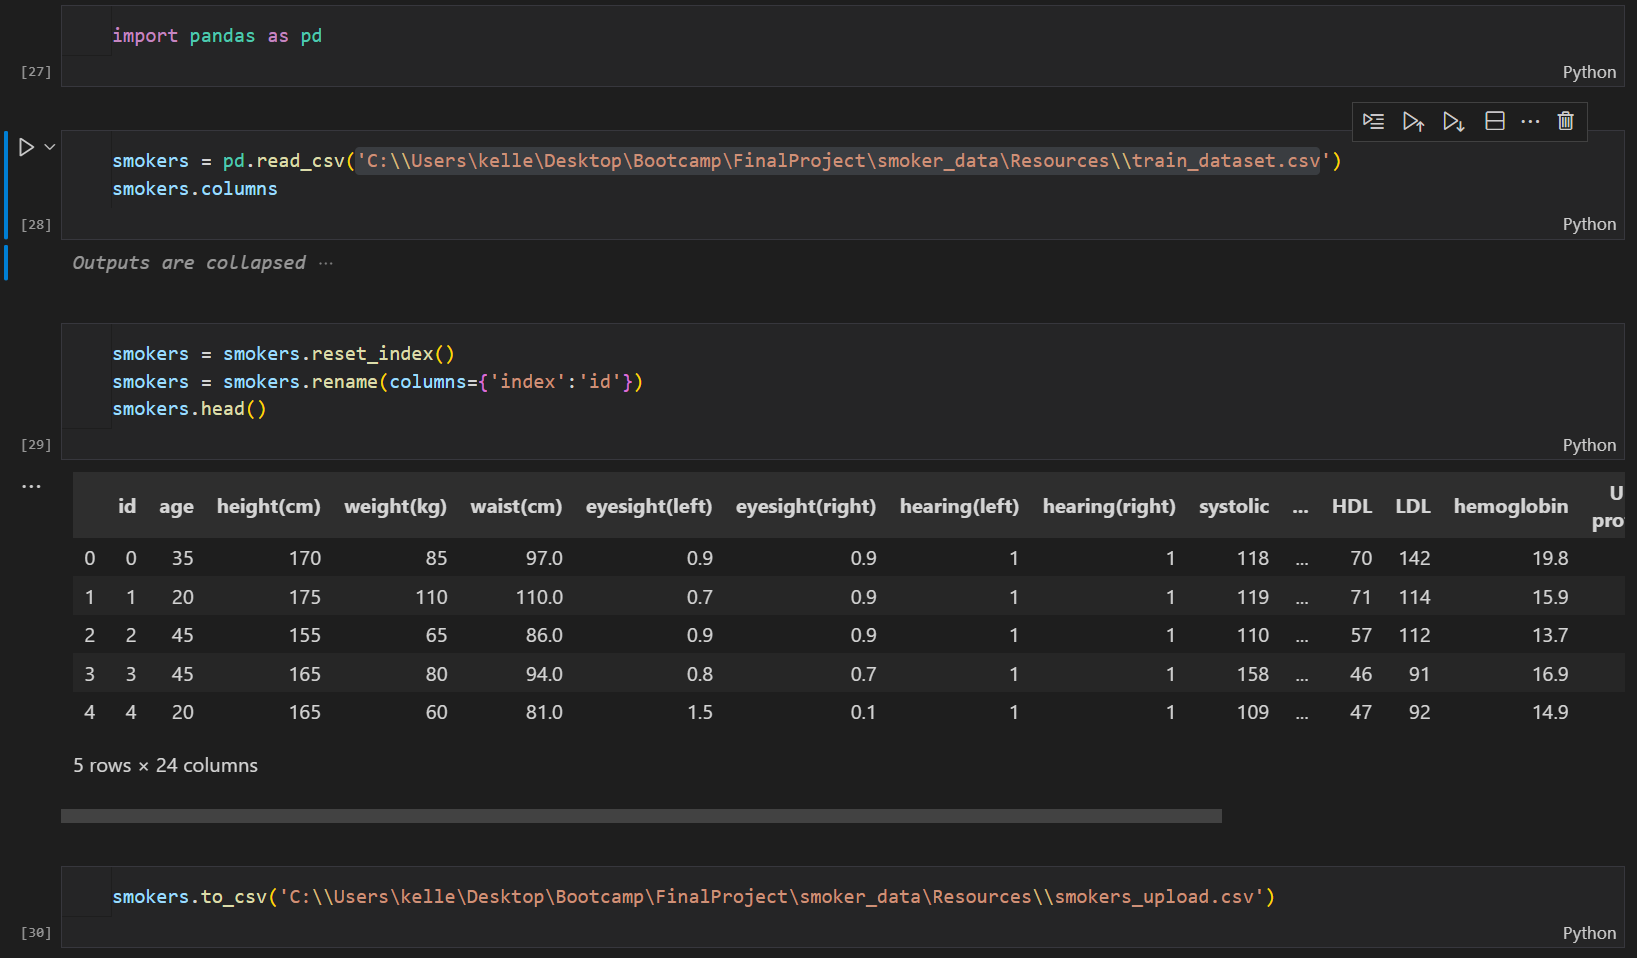 import pandas as pd
[27]
Python
smokers = pd.read_csv('C:\\Users\kelle\Desktop\Bootcamp\FinalProject\smoker_data\Resources\\train_dataset.csv')
smokers.columns
[28]
Python
Outputs are collapsed ...
smokers = smokers.reset_index()
smokers = smokers.rename(columns={'index':'id'})
smokers.head()
[29]
Python
id age height(cm) weight(kg) waist(cm) eyesight(left) eyesight(right) hearing(left) hearing(right) systolic ... HDL LDL hemoglobin U
pro
0 0 35 170 85 97.0 0.9 0.9 1 1 118 ... 70 142 19.8
1 1 20 175 110 110.0 0.7 0.9 1 1 119 ... 71 114 15.9
2 2 45 155 65 86.0 0.9 0.9 1 1 110 ... 57 112 13.7
3 3 45 165 80 94.0 0.8 0.7 1 1 158 ... 46 91 16.9
4 4 20 165 60 81.0 1.5 0.1 1 1 109 ... 47 92 14.9
5 rows × 24 columns
smokers.to_csv('C:\\Users\kelle\Desktop\Bootcamp\FinalProject\smoker_data\Resources\\smokers_upload.csv')
[30]
Python